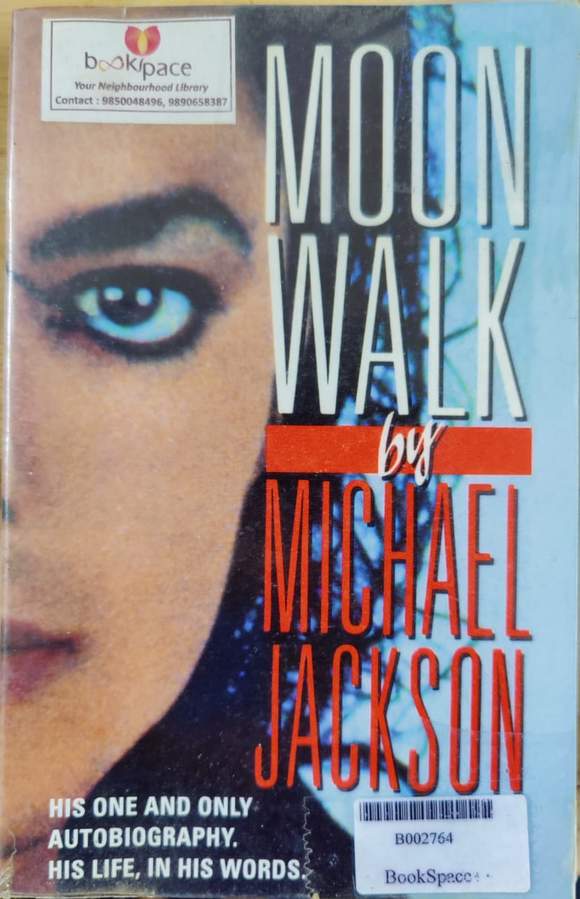 bookspace
Your Neighbourhood Library
Contact : 9850048496, 9890658387
MOON
WALK
by
MICHAEL
JACKSON
HIS ONE AND ONLY
AUTOBIOGRAPHY.
HIS LIFE, IN HIS WORDS.
B002764
BookSpace